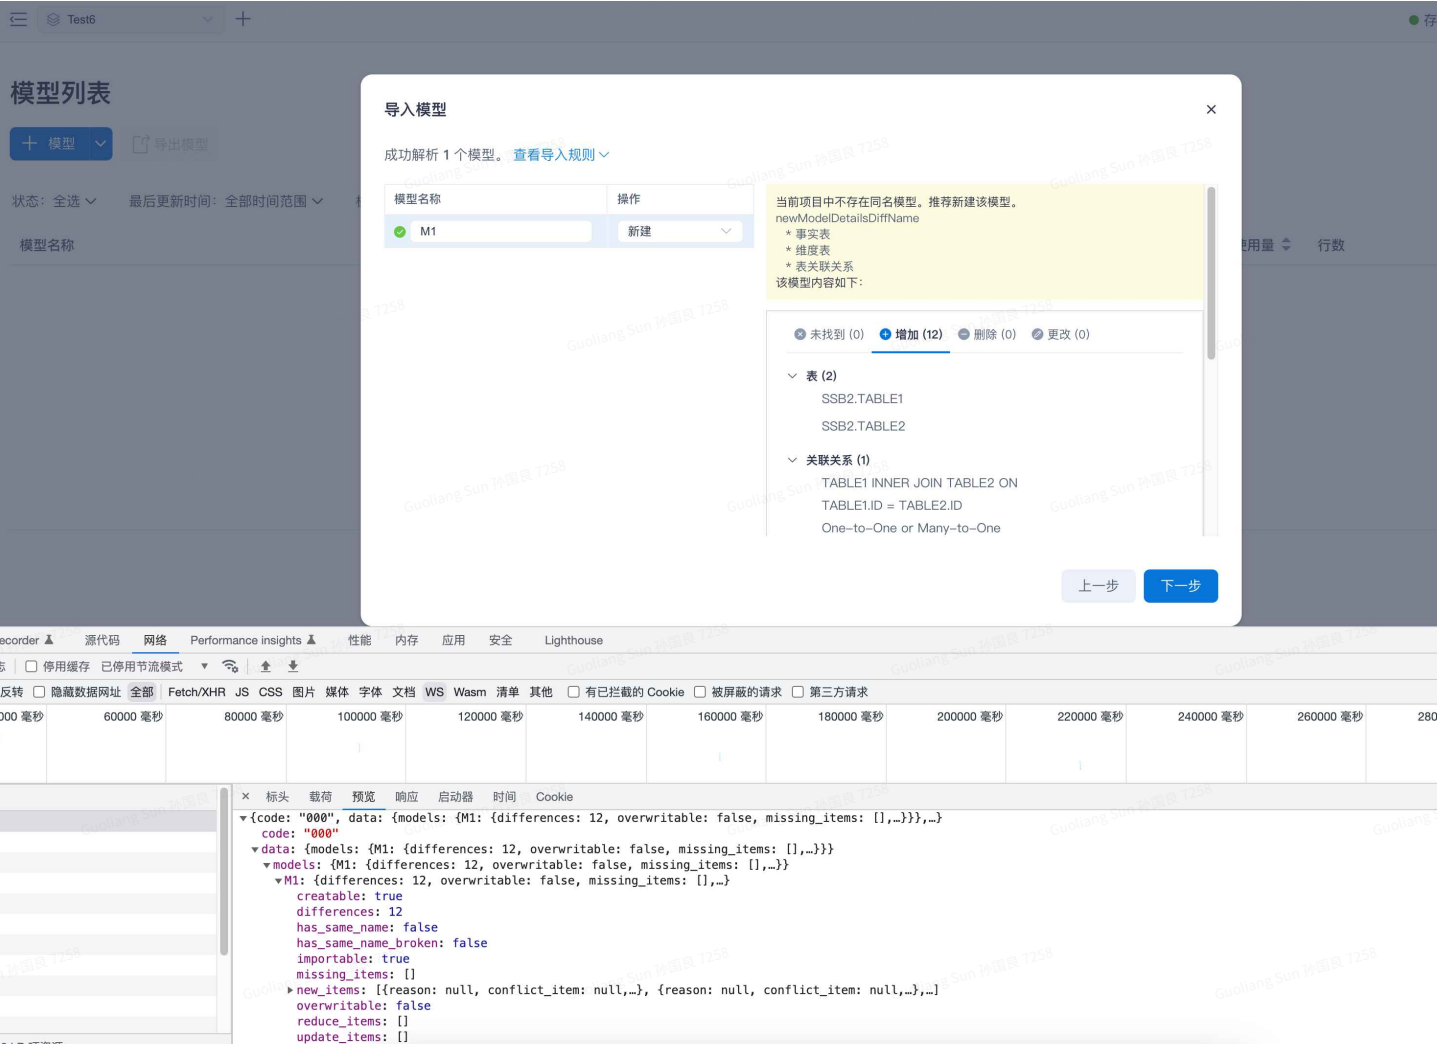 Test6
存
模型列表
模型
导出模型
状态：全选
最后更新时间：全部时间范围
模型名称
使用量
行数
导入模型
成功解析 1 个模型。 查看导入规则
模型名称 操作
M1 新建
当前项目中不存在同名模型。推荐新建该模型。
newModelDetailsDiffName
* 事实表
* 维度表
* 表关联关系
该模型内容如下：
未找到 (0) 增加 (12) 删除 (0) 更改 (0)
表 (2)
SSB2.TABLE1
SSB2.TABLE2
关联关系 (1)
TABLE1 INNER JOIN TABLE2 ON
TABLE1.ID = TABLE2.ID
One-to-One or Many-to-One
上一步 下一步
Guoliang Sun 孙国良 7258
ecorder 源代码 网络 Performance insights 性能 内存 应用 安全 Lighthouse
停用缓存 已停用节流模式
反转 隐藏数据网址 全部 Fetch/XHR JS CSS 图片 媒体 字体 文档 WS Wasm 清单 其他 有已拦截的 Cookie 被屏蔽的请求 第三方请求
000 毫秒 60000 毫秒 80000 毫秒 100000 毫秒 120000 毫秒 140000 毫秒 160000 毫秒 180000 毫秒 200000 毫秒 220000 毫秒 240000 毫秒 260000 毫秒 280
× 标头 载荷 预览 响应 启动器 时间 Cookie
▼{code: "000", data: {models: {M1: {differences: 12, overwritable: false, missing_items: [],…}}},…}
code: "000"
▼data: {models: {M1: {differences: 12, overwritable: false, missing_items: [],…}}}
▼models: {M1: {differences: 12, overwritable: false, missing_items: [],…}}
▼M1: {differences: 12, overwritable: false, missing_items: [],…}
creatable: true
differences: 12
has_same_name: false
has_same_name_broken: false
importable: true
missing_items: []
▶new_items: [{reason: null, conflict_item: null,…}, {reason: null, conflict_item: null,…},…]
overwritable: false
reduce_items: []
update_items: []